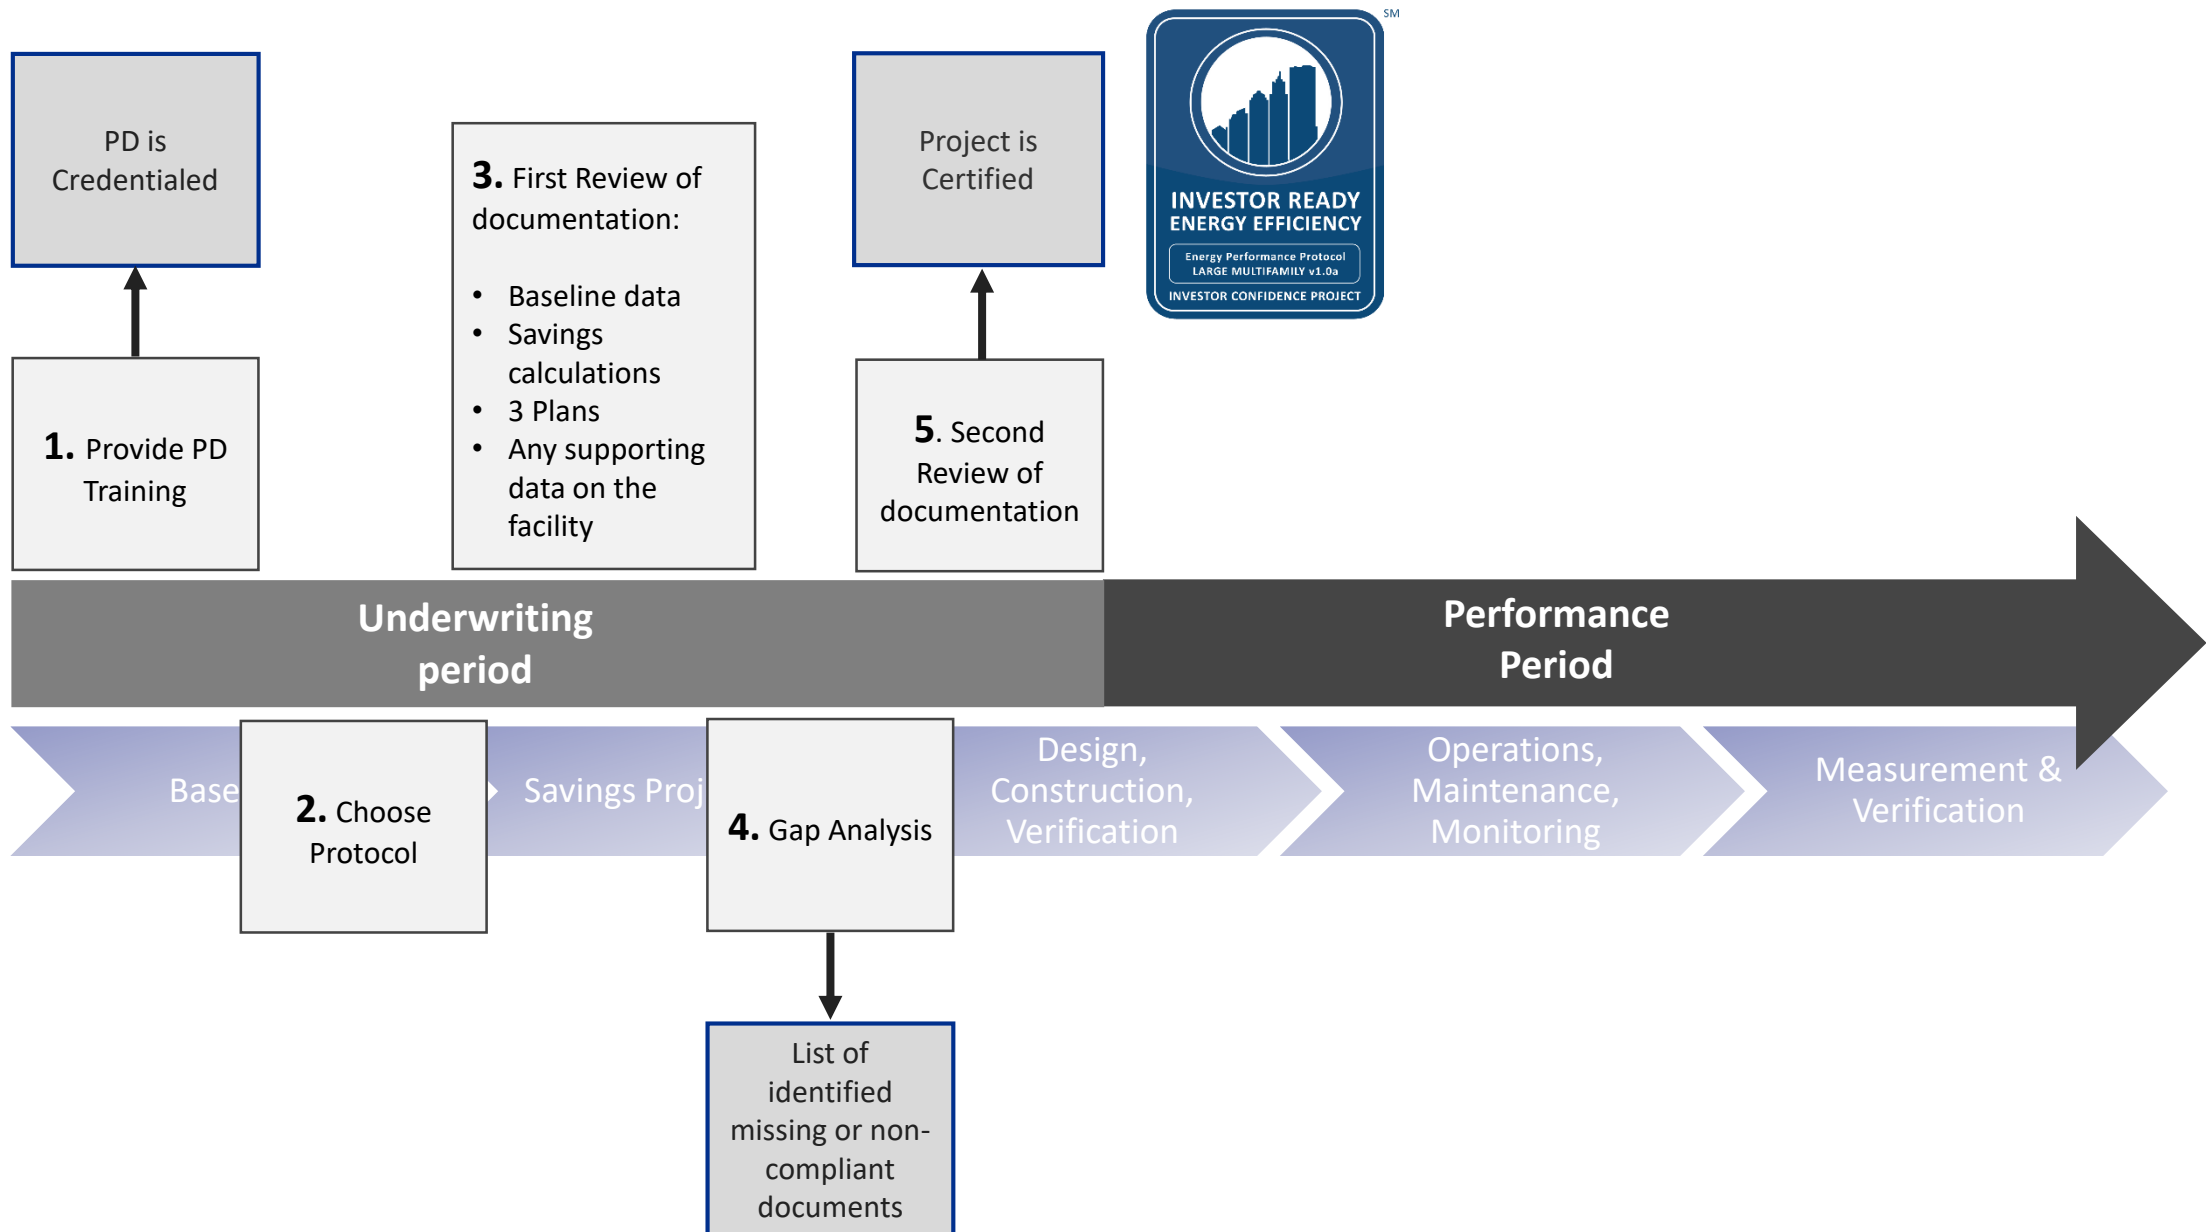 SM
PD is
Credentialed
3. First Review of
documentation:
• Baseline data
• Savings
calculations
• 3 Plans
• Any supporting
data on the
facility
Project is
Certified
INVESTOR READY
ENERGY EFFICIENCY
Energy Performance Protocol
LARGE MULTIFAMILY v1.0a
INVESTOR CONFIDENCE PROJECT
1. Provide PD
Training
5. Second
Review of
documentation
Underwriting
period
Performance
Period
Base
2. Choose
Protocol
Savings Proj
4. Gap Analysis
Design,
Construction,
Verification
Operations,
Maintenance,
Monitoring
Measurement &
Verification
List of
identified
missing or non-
compliant
documents